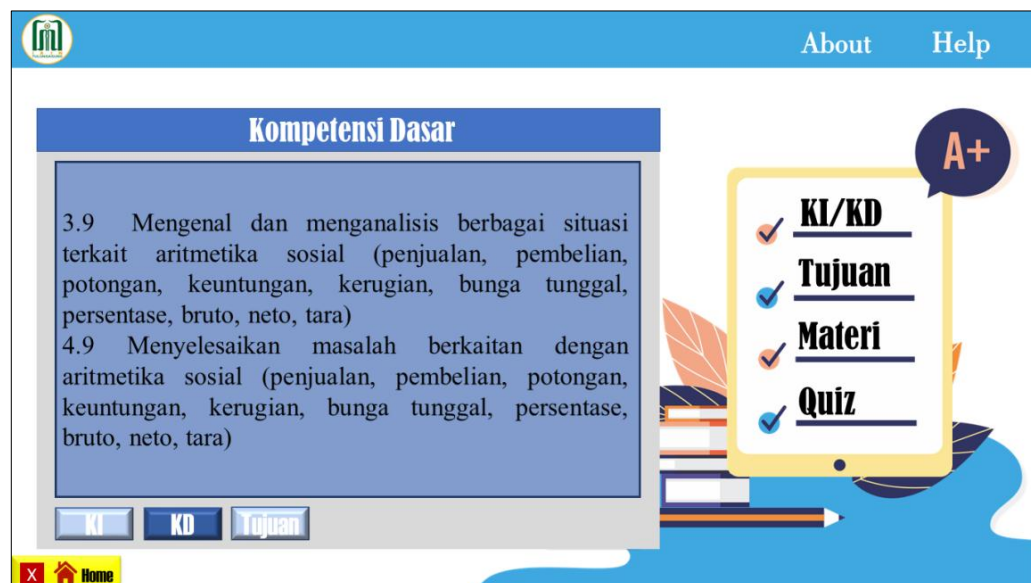 About Help
Kompetensi Dasar
3.9 Mengenal dan menganalisis berbagai situasi
terkait aritmetika sosial (penjualan, pembelian,
potongan, keuntungan, kerugian, bunga tunggal,
persentase, bruto, neto, tara)
4.9 Menyelesaikan masalah berkaitan dengan
aritmetika sosial (penjualan, pembelian, potongan,
keuntungan, kerugian, bunga tunggal, persentase,
bruto, neto, tara)
KI KD Tujuan
A+
KI/KD
Tujuan
Materi
Quiz
X Home